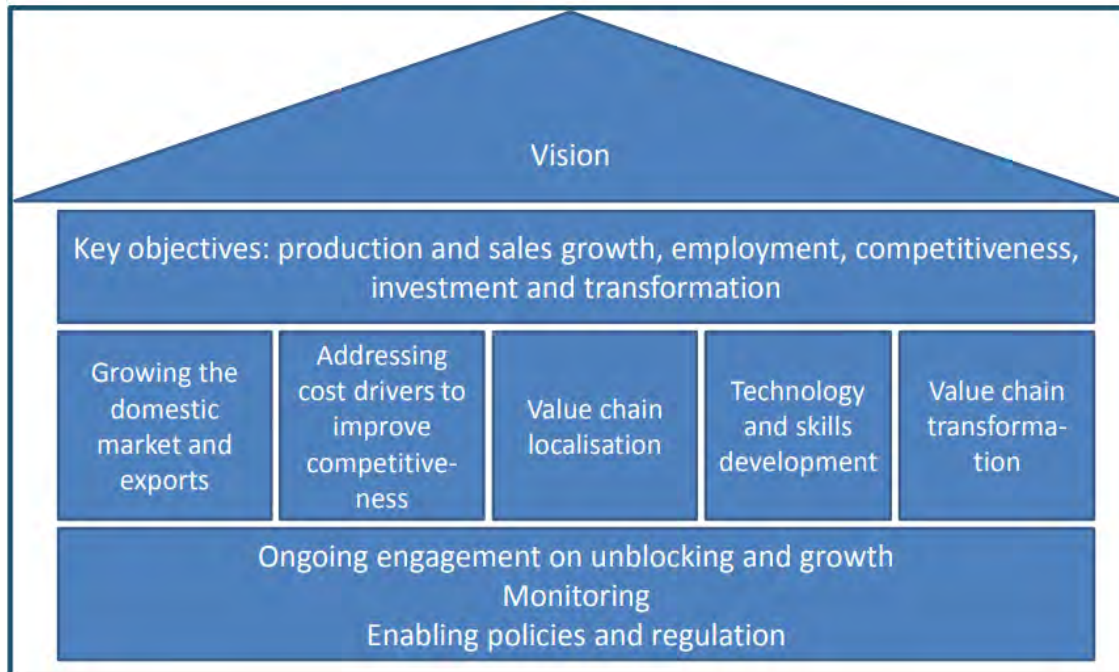 Vision
Key objectives: production and sales growth, employment, competitiveness,
investment and transformation
Growing the
domestic
market and
exports
Addressing
cost drivers to
improve
competitive-
ness
Value chain
localisation
Technology
and skills
development
Value chain
transforma-
tion
Ongoing engagement on unblocking and growth
Monitoring
Enabling policies and regulation